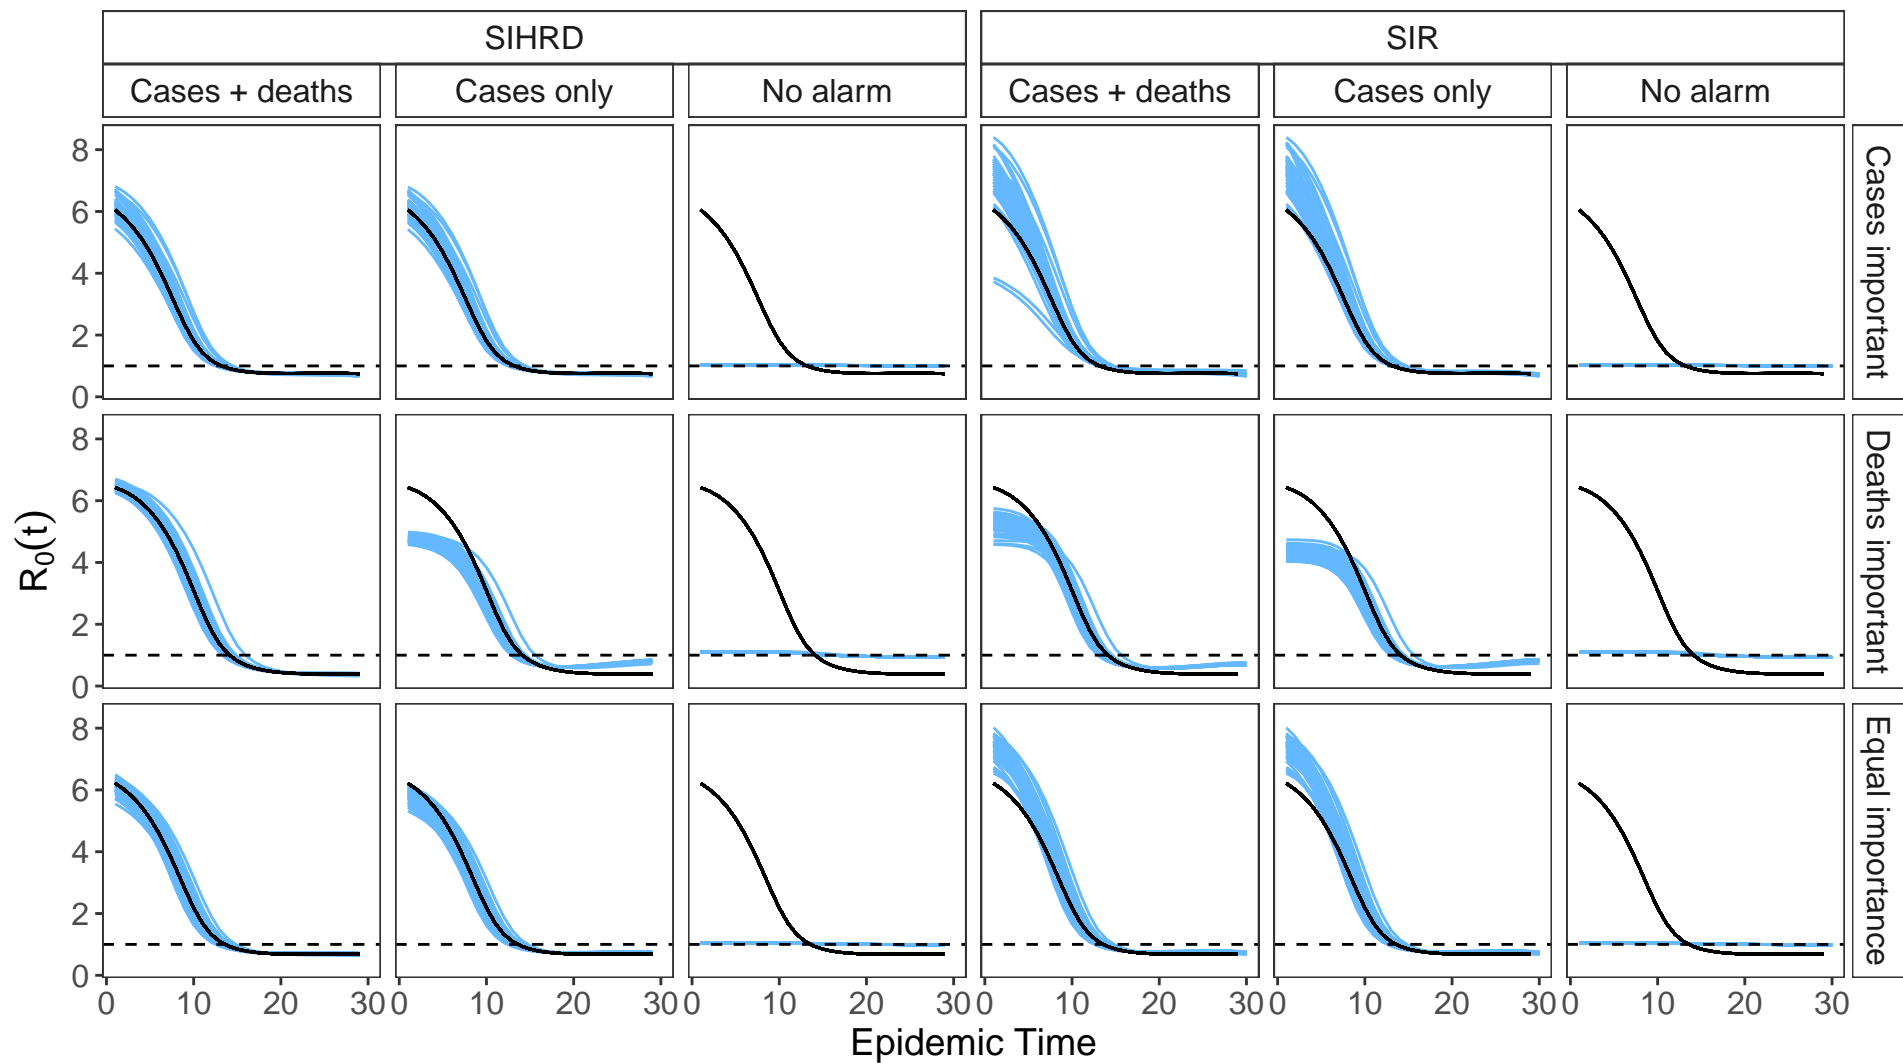 SIHRD SIR
Cases + deaths Cases only No alarm Cases + deaths Cases only No alarm
8
6
4
2
0
Cases important
8
6
4
2
0
Deaths important
8
6
4
2
0
Equal importance
R0(t)
0 10 20 30 0 10 20 30 0 10 20 30 0 10 20 30 0 10 20 30 0 10 20 30
Epidemic Time